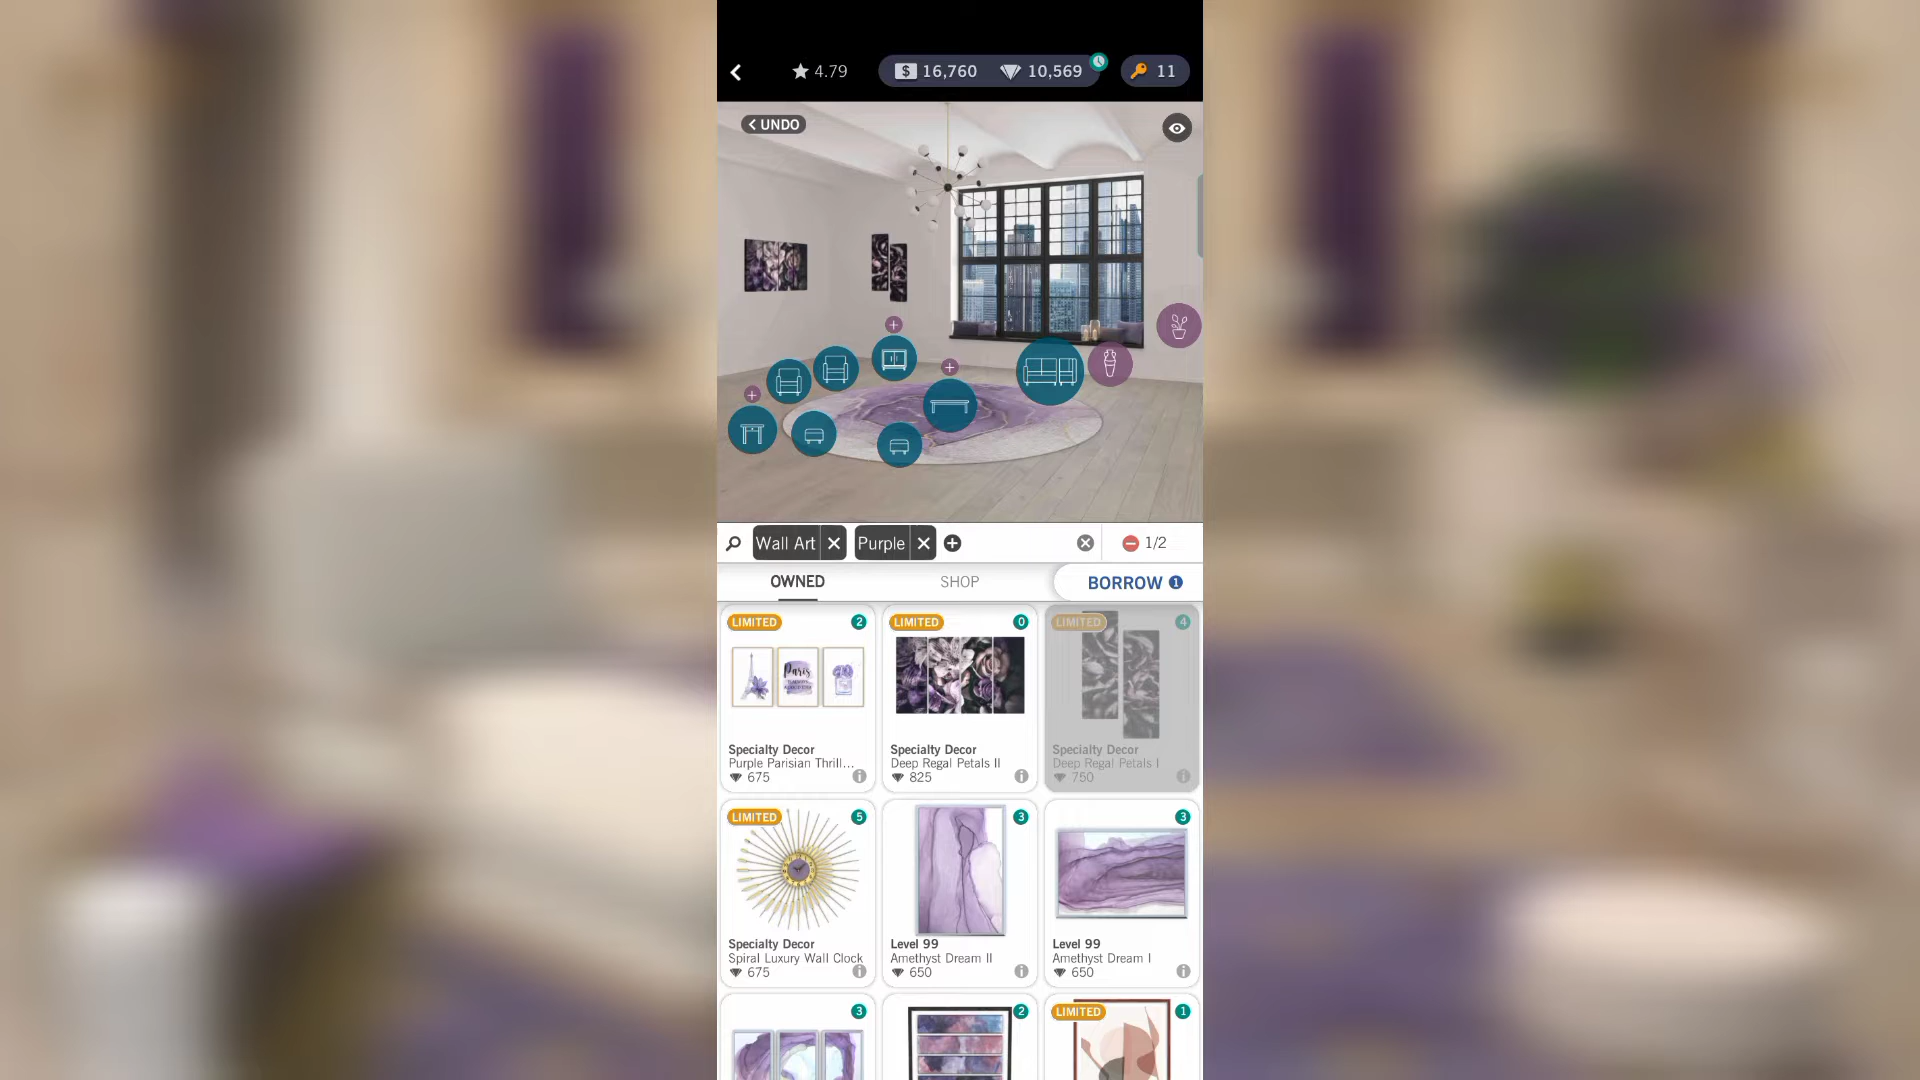 4.79
$ 16,760
10,569
11
< UNDO
Wall Art
Purple
1/2
OWNED
SHOP
BORROW 1
LIMITED 2
Paris
Specialty Decor
Purple Parisian Thrill...
675
LIMITED 0
Specialty Decor
Deep Regal Petals II
825
LIMITED 4
Specialty Decor
Deep Regal Petals I
750
LIMITED 5
Specialty Decor
Spiral Luxury Wall Clock
675
3
Level 99
Amethyst Dream II
650
3
Level 99
Amethyst Dream I
650
3
2
LIMITED 1